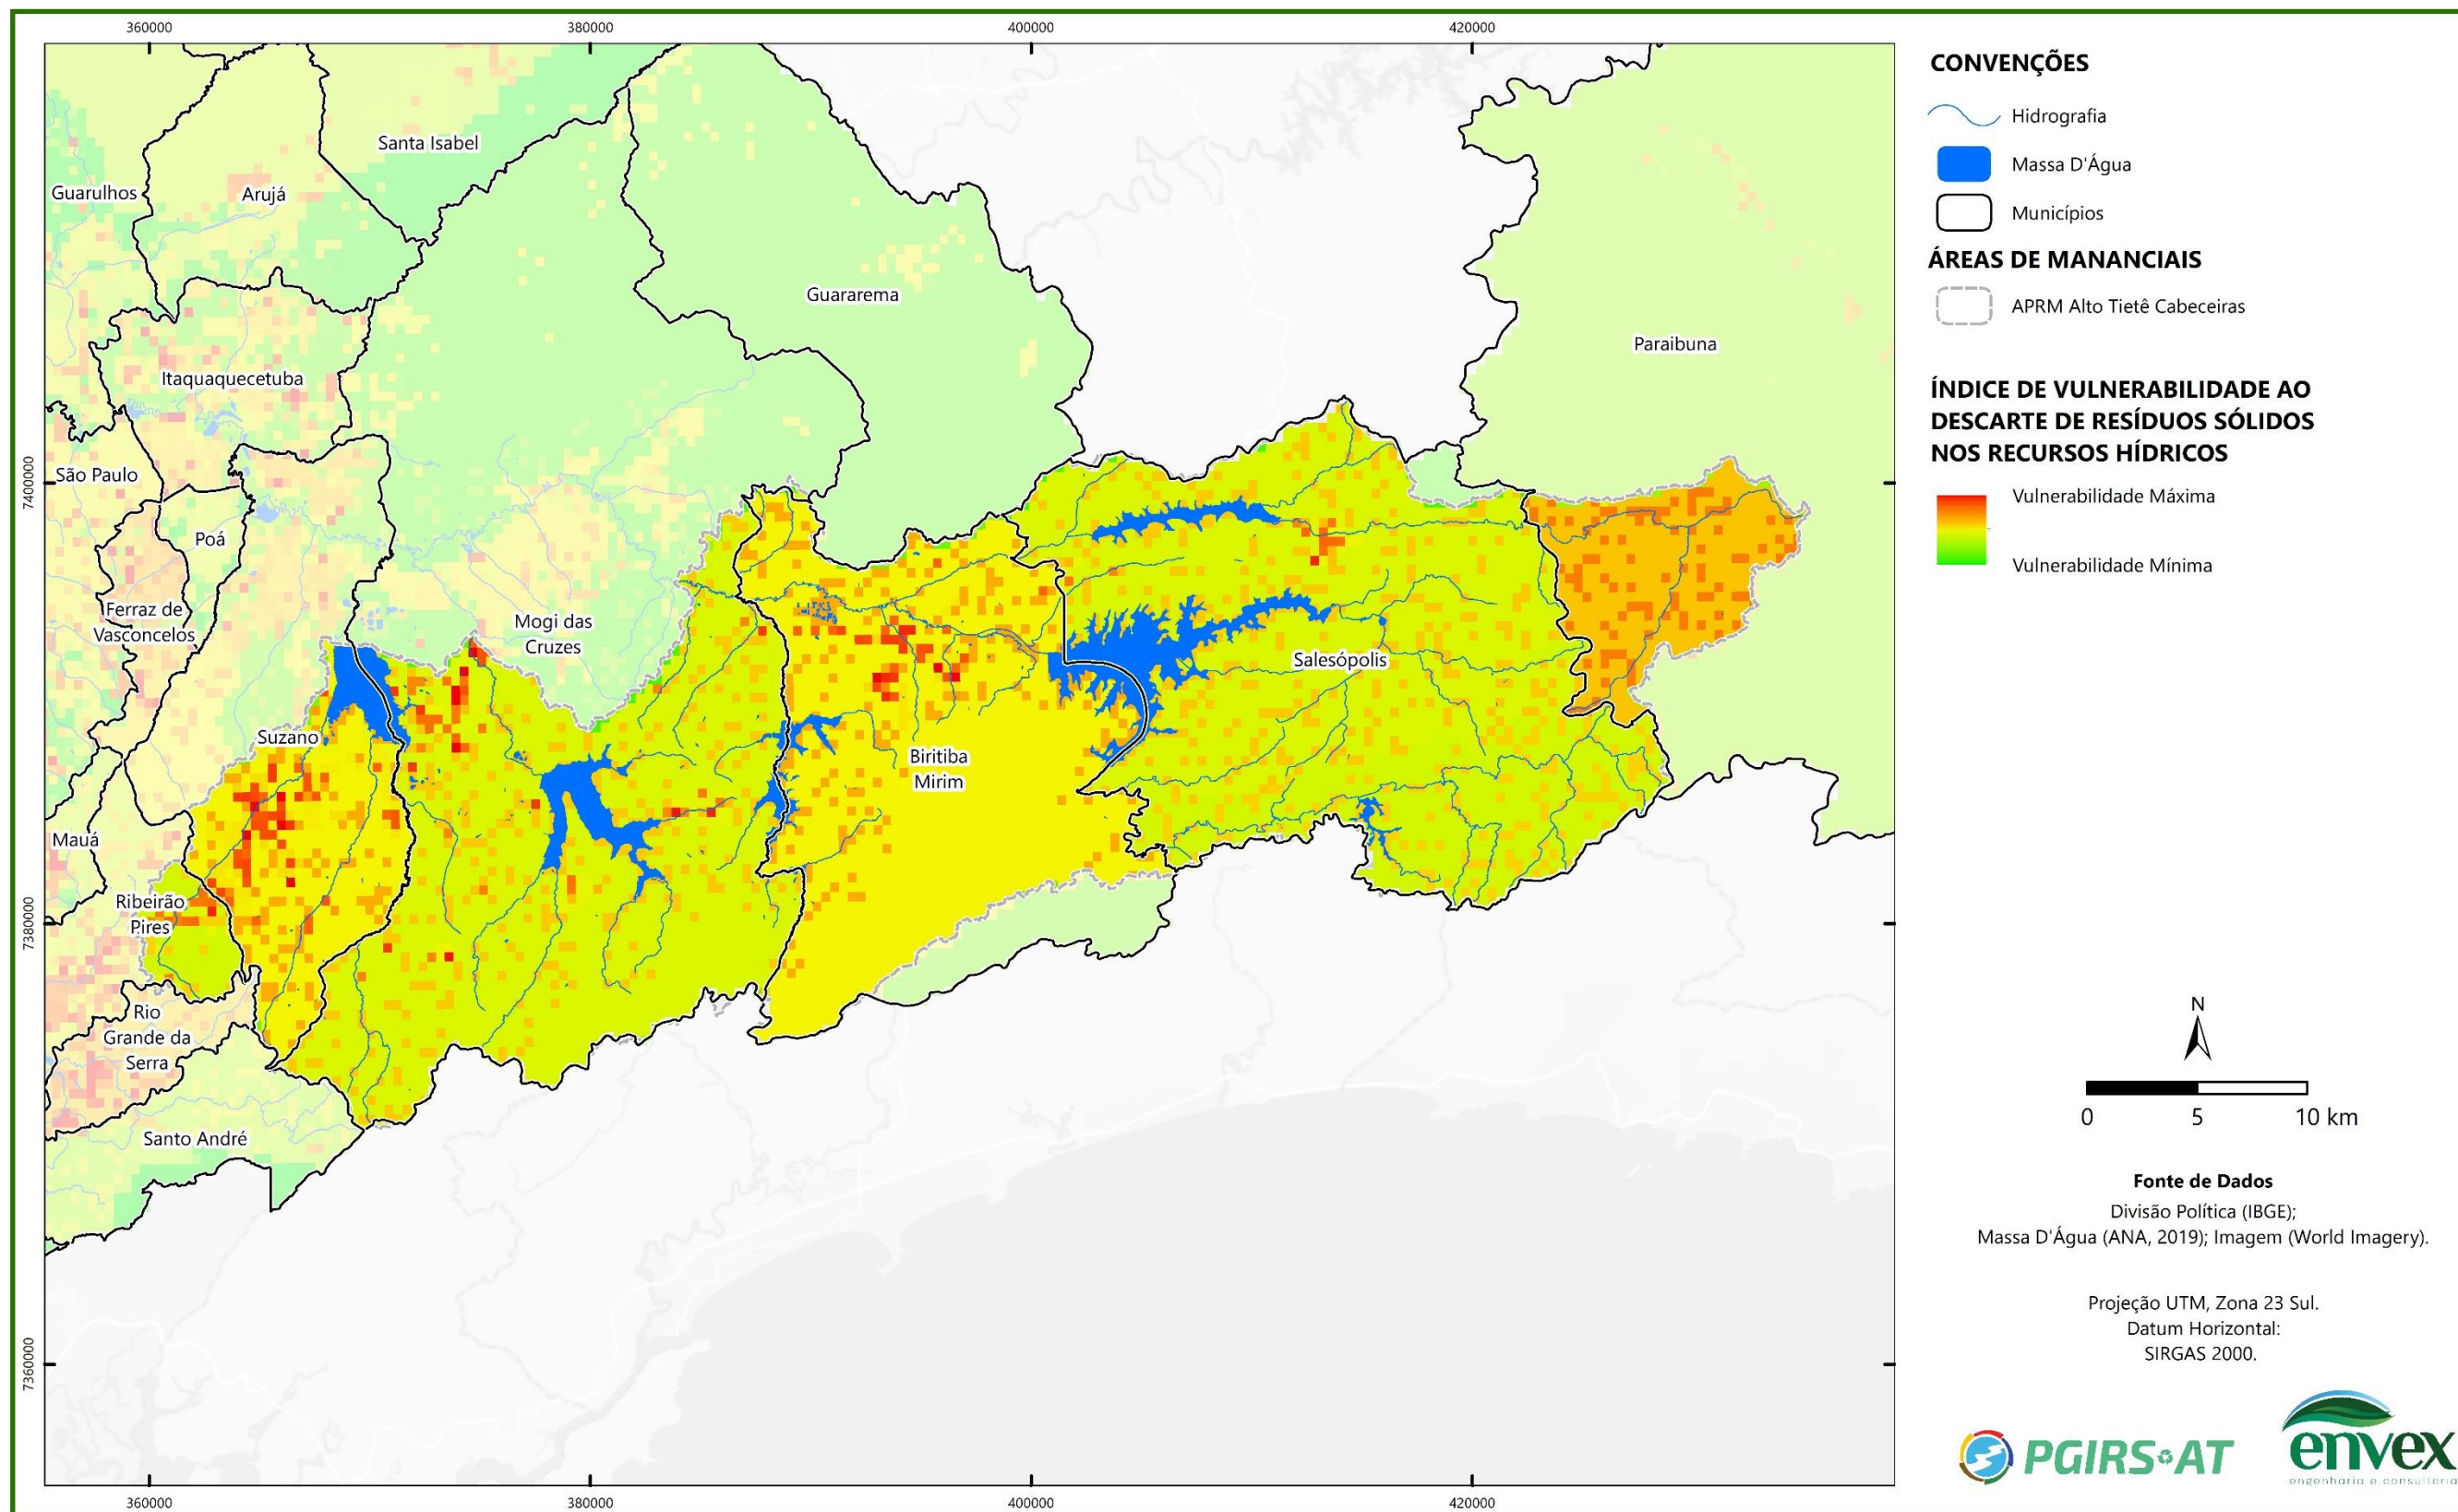 360000
380000
400000
420000
Santa Isabel
Guarulhos
Arujá
Guararema
Paraibuna
Itaquaquecetuba
São Paulo
Poá
Ferraz de
Vasconcelos
Mogi das
Cruzes
Salesópolis
Suzano
Biritiba
Mirim
Mauá
Ribeirão
Pires
Rio
Grande da
Serra
Santo André
7400000
7380000
7360000
360000
380000
400000
420000
CONVENÇÕES
Hidrografia
Massa D'Água
Municípios
ÁREAS DE MANANCIAIS
APRM Alto Tietê Cabeceiras
ÍNDICE DE VULNERABILIDADE AO
DESCARTE DE RESÍDUOS SÓLIDOS
NOS RECURSOS HÍDRICOS
Vulnerabilidade Máxima
Vulnerabilidade Mínima
N
0 5 10 km
Fonte de Dados
Divisão Política (IBGE);
Massa D'Água (ANA, 2019); Imagem (World Imagery).
Projeção UTM, Zona 23 Sul.
Datum Horizontal:
SIRGAS 2000.
PGIRS AT
envex
engenharia e consultoria